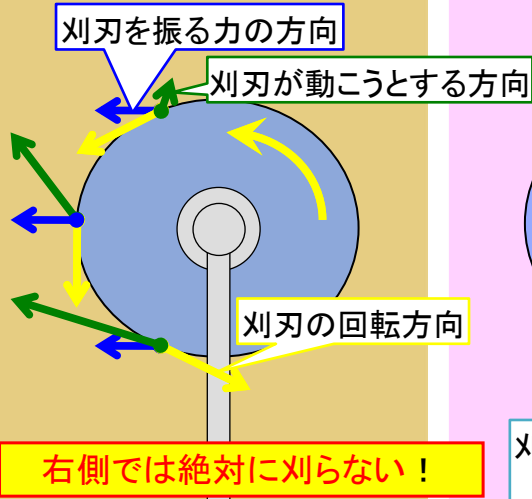 刈刃を振る力の方向
刈刃が動こうとする方向
刈刃の回転方向
右側では絶対に刈らない！
刈